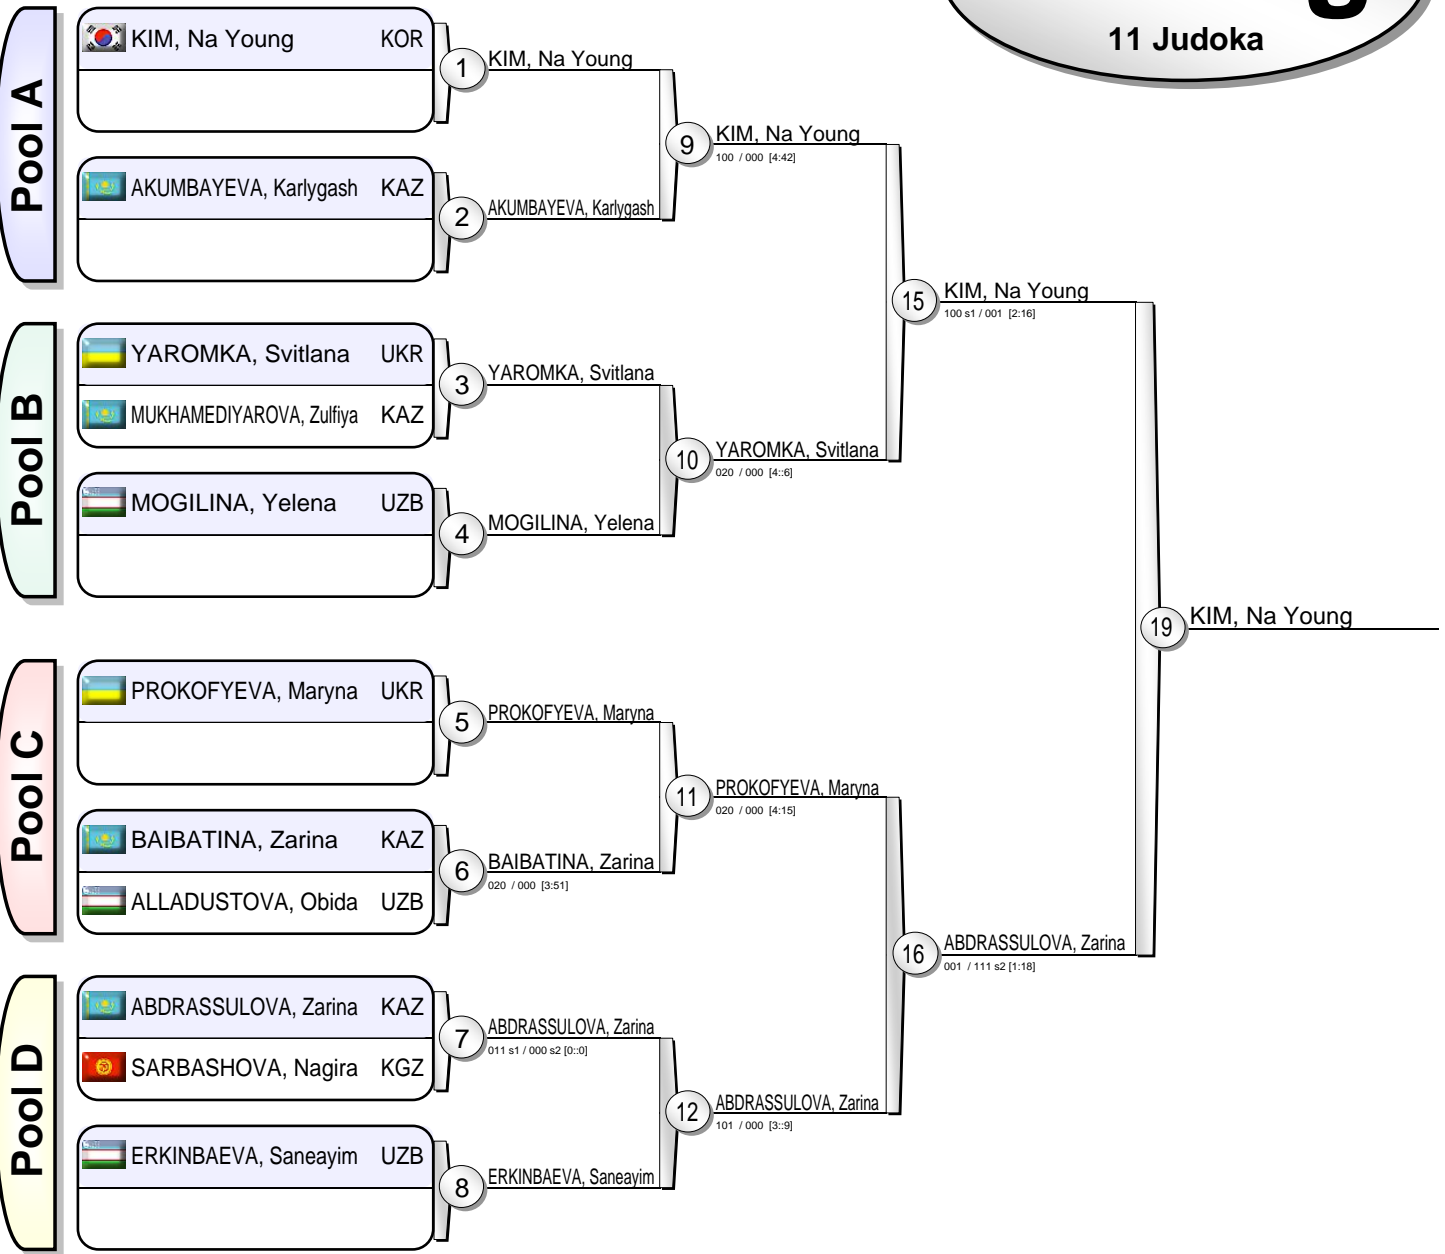 11 Judoka
Pool A
KIM, Na Young KOR
1
KIM, Na Young
AKUMBAYEVA, Karlygash KAZ
2
AKUMBAYEVA, Karlygash
9
KIM, Na Young
100 / 000 [4:42]
Pool B
YAROMKA, Svitlana UKR
MUKHAMEDIYAROVA, Zulfiya KAZ
3
YAROMKA, Svitlana
MOGILINA, Yelena UZB
4
MOGILINA, Yelena
10
YAROMKA, Svitlana
020 / 000 [4::6]
15
KIM, Na Young
100 s1 / 001 [2:16]
Pool C
PROKOFYEVA, Maryna UKR
5
PROKOFYEVA, Maryna
BAIBATINA, Zarina KAZ
ALLADUSTOVA, Obida UZB
6
BAIBATINA, Zarina
020 / 000 [3:51]
11
PROKOFYEVA, Maryna
020 / 000 [4:15]
Pool D
ABDRASSULOVA, Zarina KAZ
SARBASHOVA, Nagira KGZ
7
ABDRASSULOVA, Zarina
011 s1 / 000 s2 [0::0]
ERKINBAEVA, Saneayim UZB
8
ERKINBAEVA, Saneayim
12
ABDRASSULOVA, Zarina
101 / 000 [3::9]
16
ABDRASSULOVA, Zarina
001 / 111 s2 [1:18]
19
KIM, Na Young